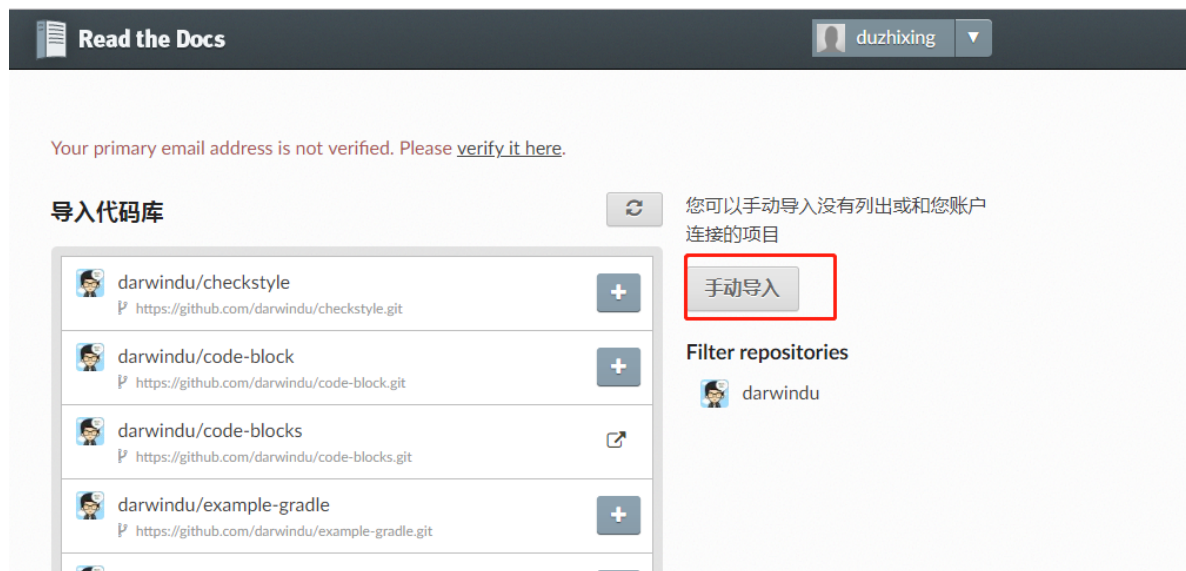 Read the Docs
duzhixing
Your primary email address is not verified. Please verify it here.
导入代码库
darwindu/checkstyle
https://github.com/darwindu/checkstyle.git
darwindu/code-block
https://github.com/darwindu/code-block.git
darwindu/code-blocks
https://github.com/darwindu/code-blocks.git
darwindu/example-gradle
https://github.com/darwindu/example-gradle.git
您可以手动导入没有列出或和您账户
连接的项目
手动导入
Filter repositories
darwindu